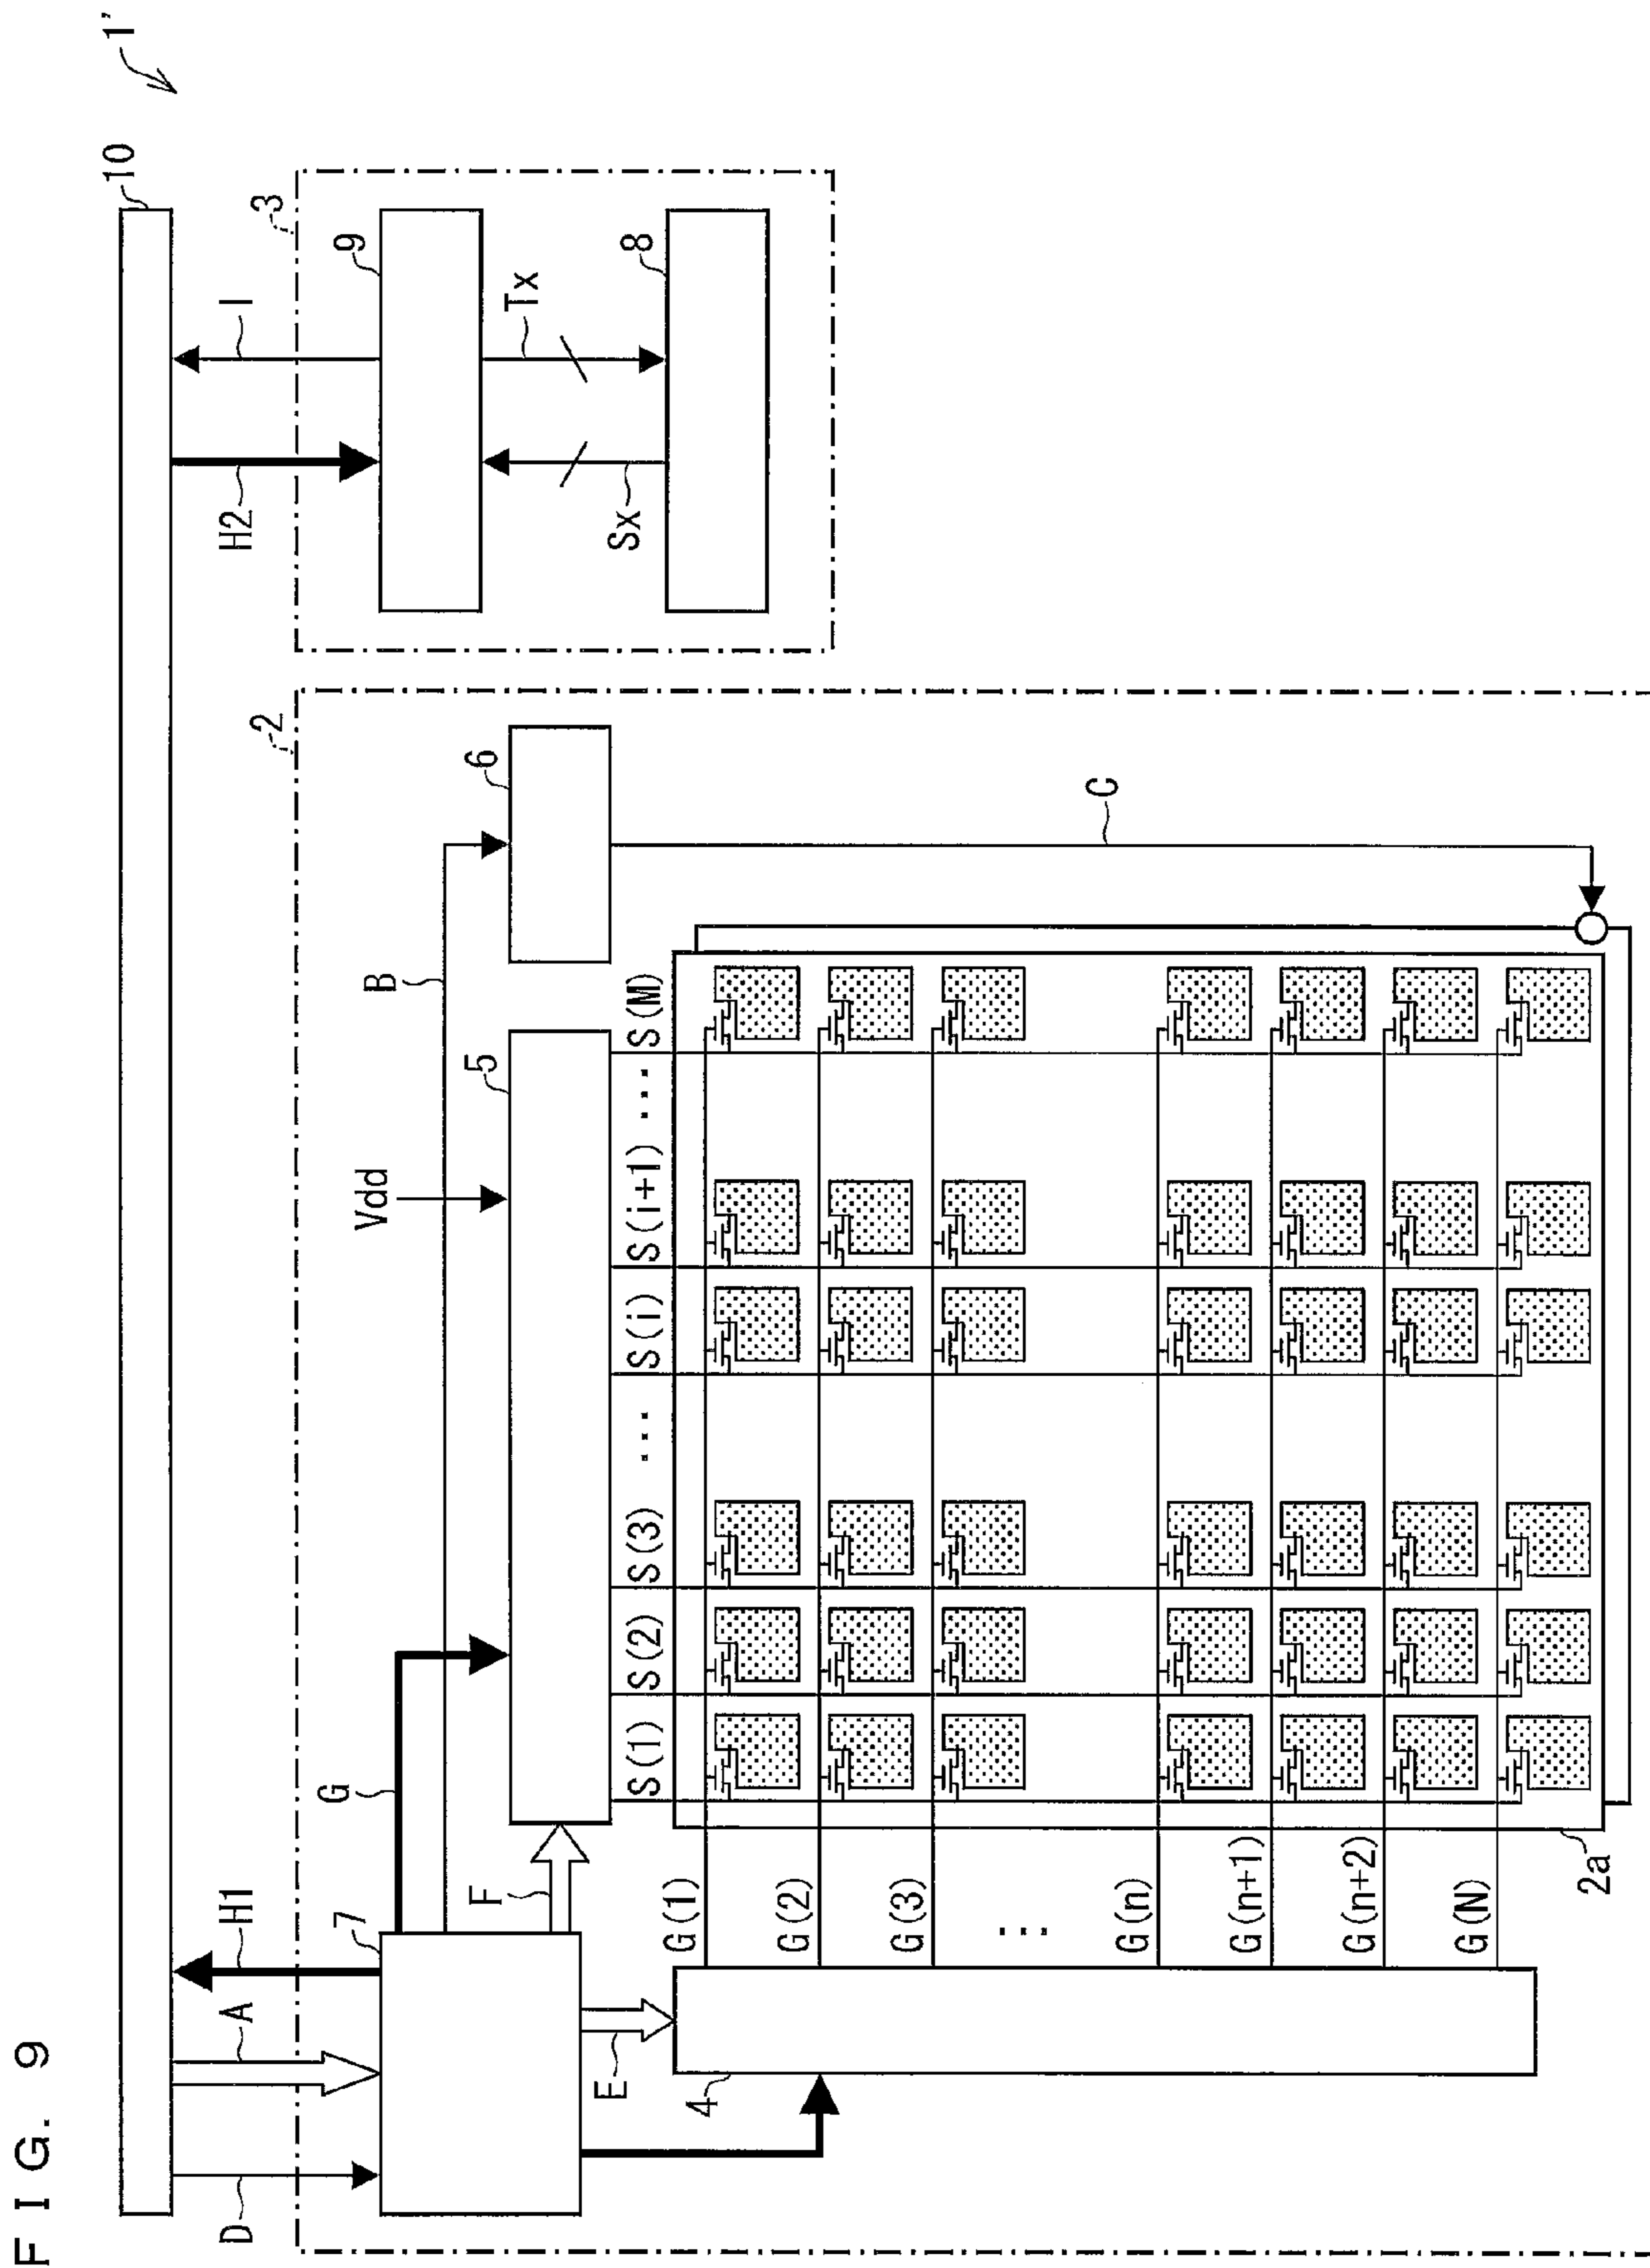 FIG. 9
1'
10
D
A
H1
H2
I
2
3
7
G
B
Vdd
9
F
5
6
Sx
Tx
E
8
S(1) S(2) S(3) ... S(i) S(i+1) ... S(M)
4
G(1)
G(2)
G(3)
...
G(n)
G(n+1)
G(n+2)
G(N)
C
2a